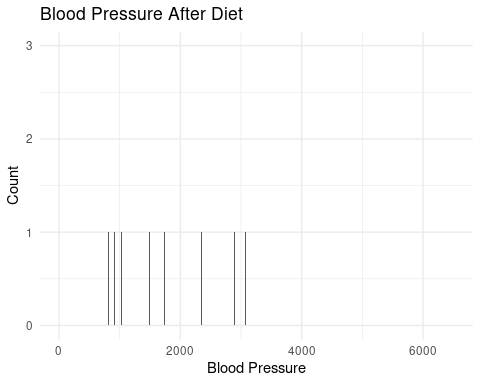 Blood Pressure After Diet
3
2
1
0
Count
0 2000 4000 6000
Blood Pressure